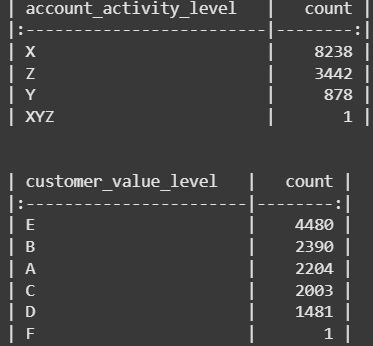 | account_activity_level | count |
|:-------------------------|--------:|
| X | 8238 |
| Z | 3442 |
| Y | 878 |
| XYZ | 1 |
| customer_value_level | count |
|:-----------------------|--------:|
| E | 4480 |
| B | 2390 |
| A | 2204 |
| C | 2003 |
| D | 1481 |
| F | 1 |